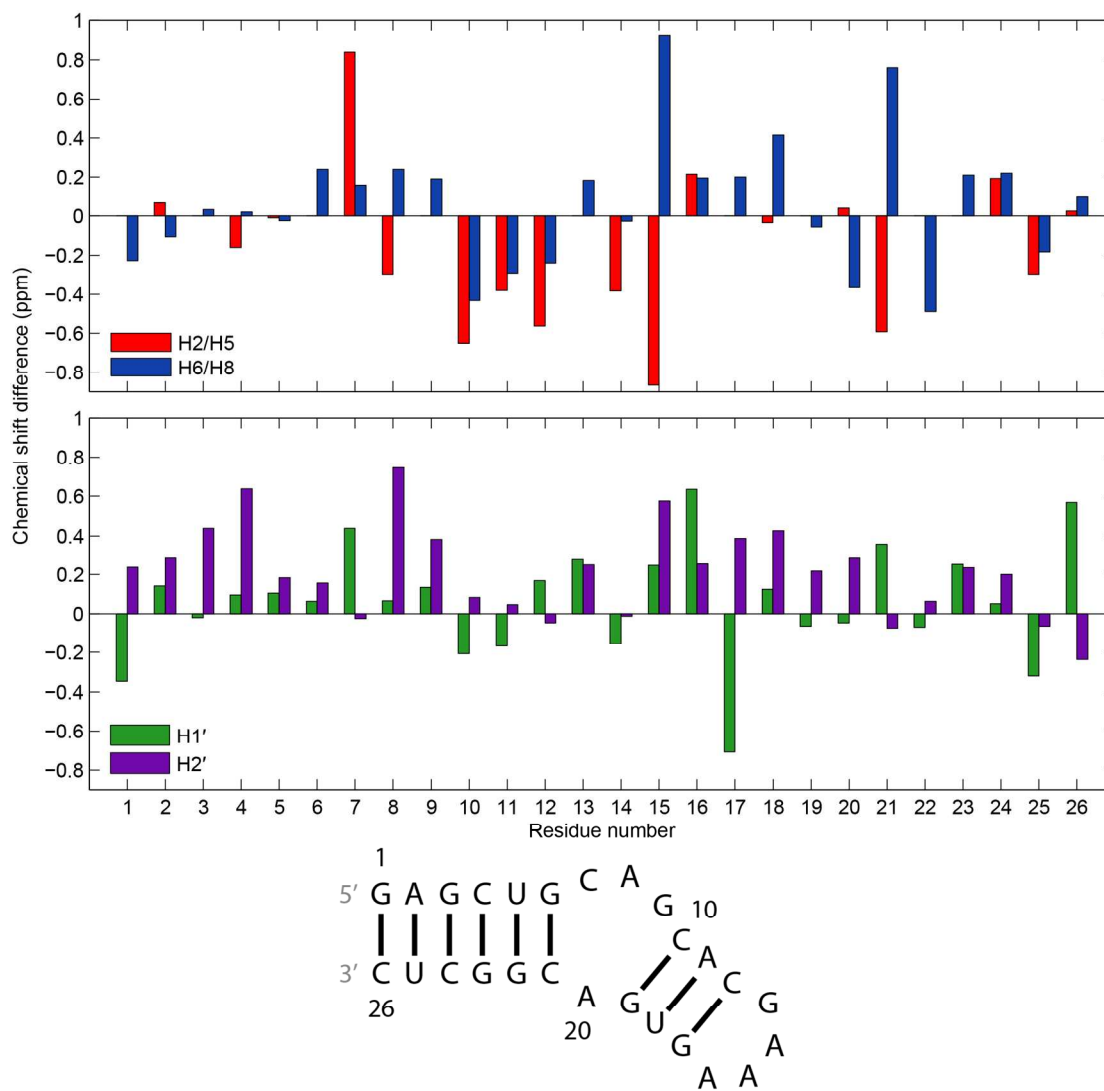 1
0.8
0.6
0.4
0.2
0
−0.2
−0.4
−0.6
−0.8
H2/H5
H6/H8
Chemical shift difference (ppm)
1
0.8
0.6
0.4
0.2
0
−0.2
−0.4
−0.6
−0.8
H1′
H2′
1 2 3 4 5 6 7 8 9 10 11 12 13 14 15 16 17 18 19 20 21 22 23 24 25 26
Residue number
1
5′ G A G C U G C A
G 10
C A
3′ C U C G G C C G
26
A G
20 U A
G
A A